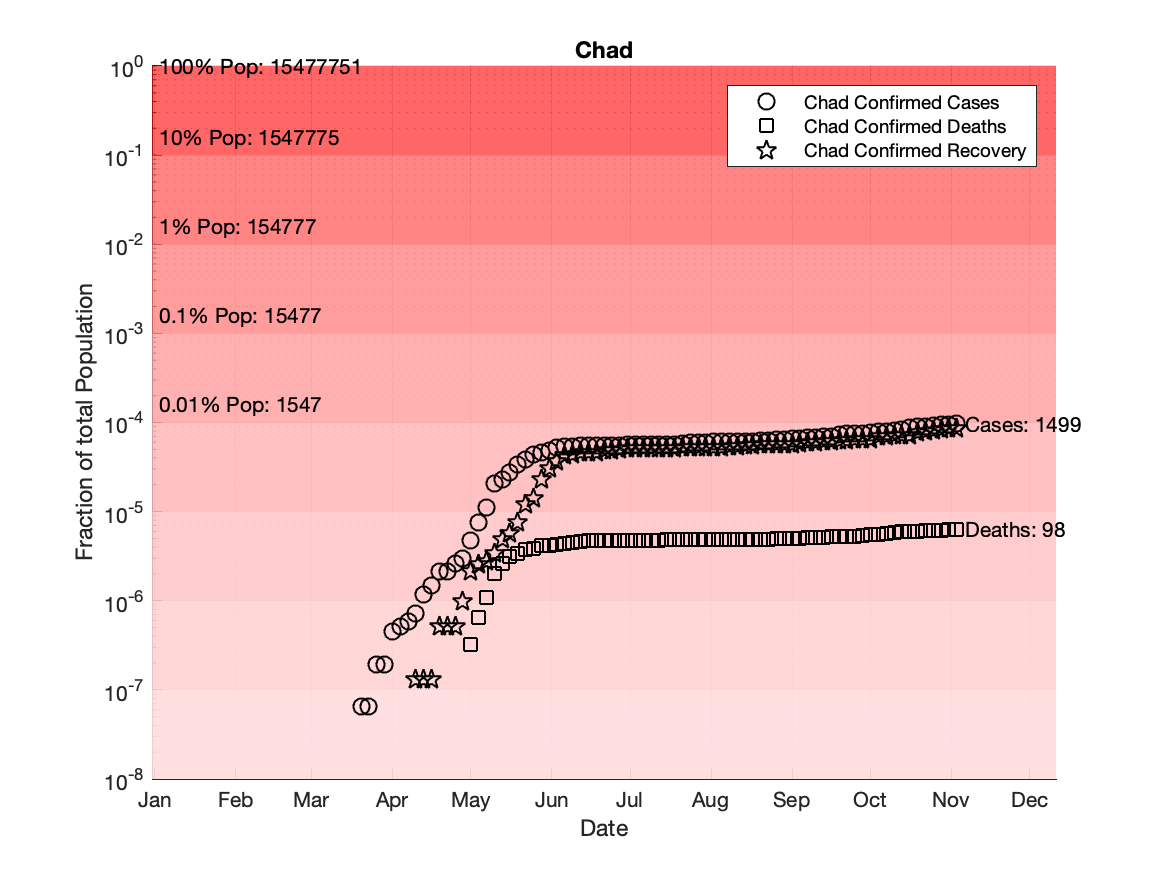 Chad
10^0
100% Pop: 15477751
Chad Confirmed Cases
Chad Confirmed Deaths
10% Pop: 1547775
Chad Confirmed Recovery
10^-1
1% Pop: 154777
10^-2
0.1% Pop: 15477
10^-3
0.01% Pop: 1547
10^-4
Cases: 1499
10^-5
Deaths: 98
10^-6
10^-7
10^-8
Fraction of total Population
Jan Feb Mar Apr May Jun Jul Aug Sep Oct Nov Dec
Date